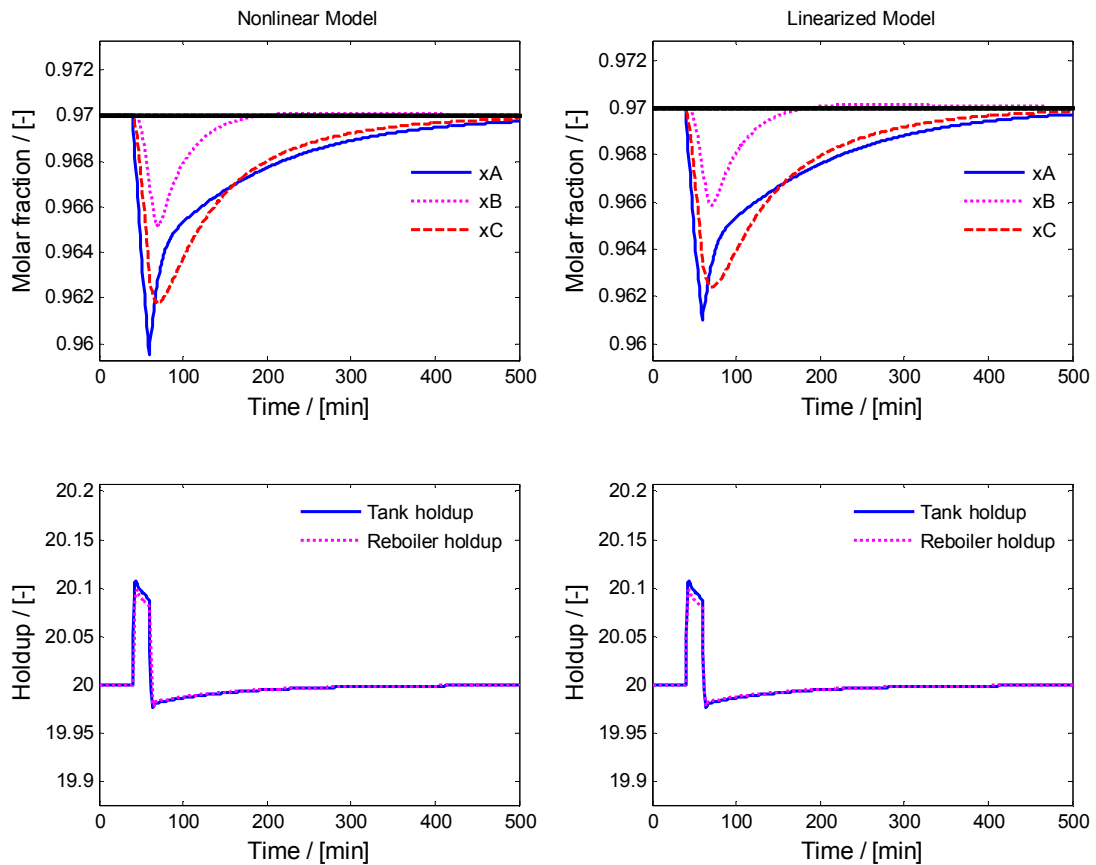 Nonlinear Model
0.972
0.97
0.968
0.966
0.964
0.962
0.96
Molar fraction / [-]
xA
xB
xC
0
100
200
300
400
500
Time / [min]
Linearized Model
0.972
0.97
0.968
0.966
0.964
0.962
0.96
Molar fraction / [-]
xA
xB
xC
0
100
200
300
400
500
Time / [min]
20.2
20.15
20.1
20.05
20
19.95
19.9
Holdup / [-]
Tank holdup
Reboiler holdup
0
100
200
300
400
500
Time / [min]
20.2
20.15
20.1
20.05
20
19.95
19.9
Holdup / [-]
Tank holdup
Reboiler holdup
0
100
200
300
400
500
Time / [min]